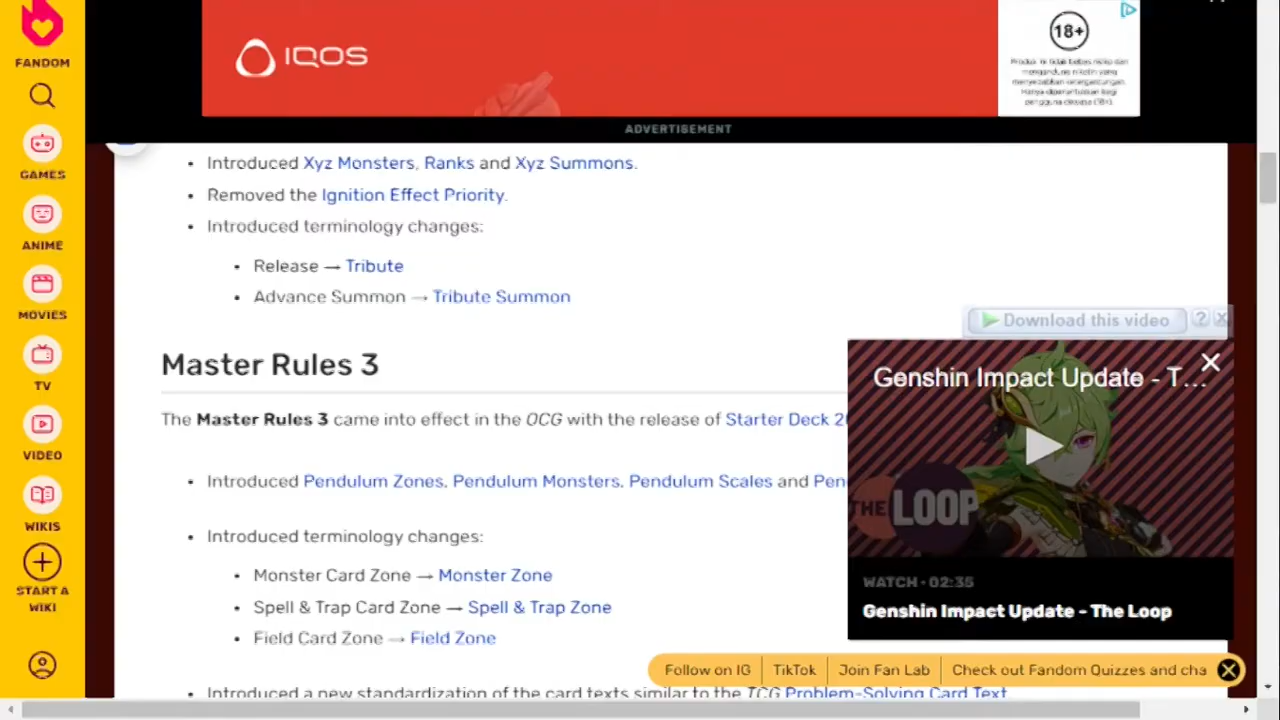 IQOS
18+
ADVERTISEMENT
FANDOM
GAMES
ANIME
MOVIES
TV
VIDEO
WIKIS
START A
WIKI
• Introduced Xyz Monsters, Ranks and Xyz Summons.
• Removed the Ignition Effect Priority.
• Introduced terminology changes:
• Release → Tribute
• Advance Summon → Tribute Summon
Master Rules 3
The Master Rules 3 came into effect in the OCG with the release of Starter Deck 2
• Introduced Pendulum Zones, Pendulum Monsters, Pendulum Scales and Pen
• Introduced terminology changes:
• Monster Card Zone → Monster Zone
• Spell & Trap Card Zone → Spell & Trap Zone
• Field Card Zone → Field Zone
• Introduced a new standardization of the card texts similar to the TCG Problem-Solving Card Text.
Download this video ? X
Genshin Impact Update - T...
THE LOOP
WATCH • 02:35
Genshin Impact Update - The Loop
Follow on IG
TikTok
Join Fan Lab
Check out Fandom Quizzes and cha